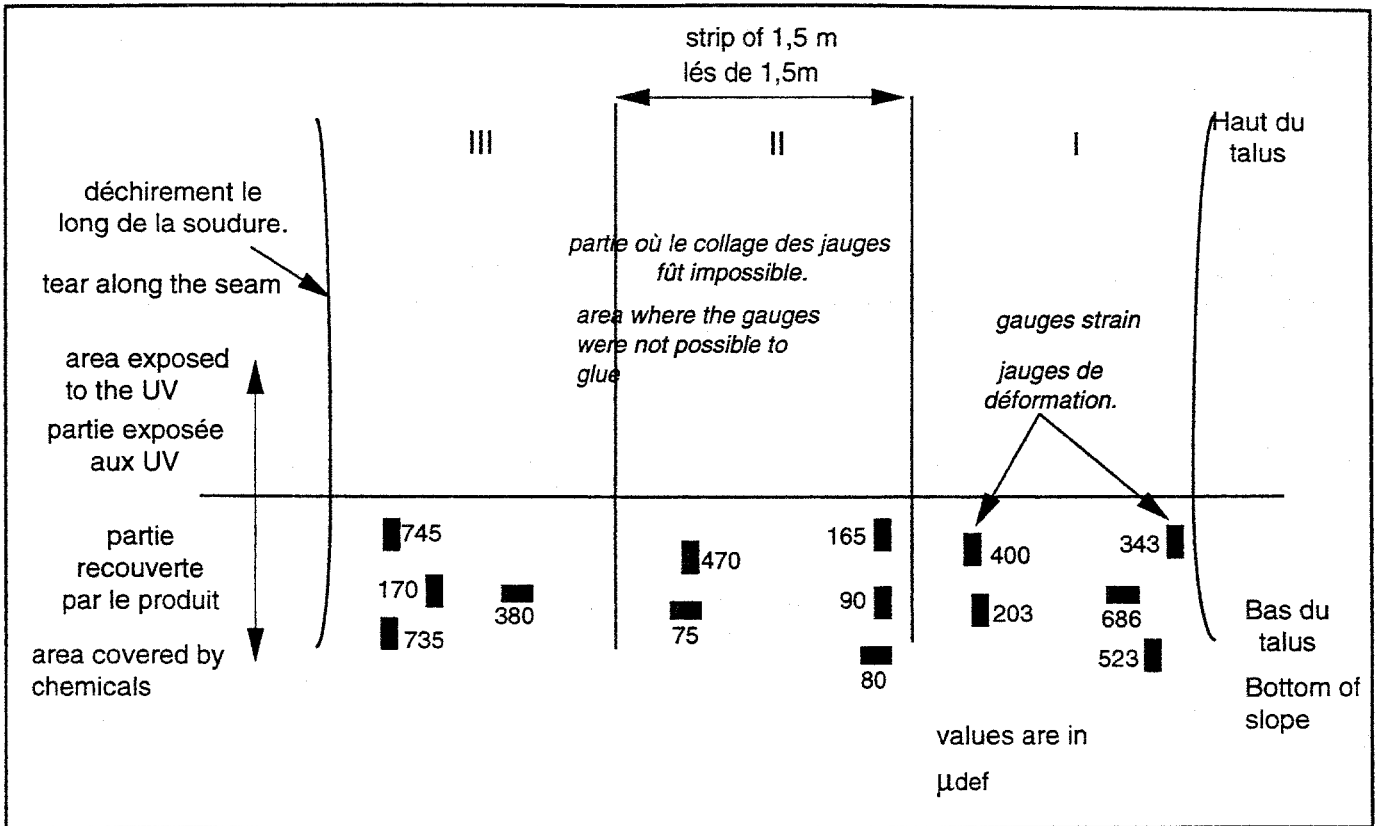 strip of 1,5 m
lés de 1,5m
III
II
I
Haut du
talus
déchirement le
long de la soudure.
tear along the seam
partie où le collage des jauges
fût impossible.
area where the gauges
were not possible to
glue
gauges strain
jauges de
déformation.
area exposed
to the UV
partie exposée
aux UV
partie
recouverte
par le produit
area covered by
chemicals
745
170
380
735
470
75
165
90
80
400
203
343
686
523
Bas du
talus
Bottom of
slope
values are in
µdef